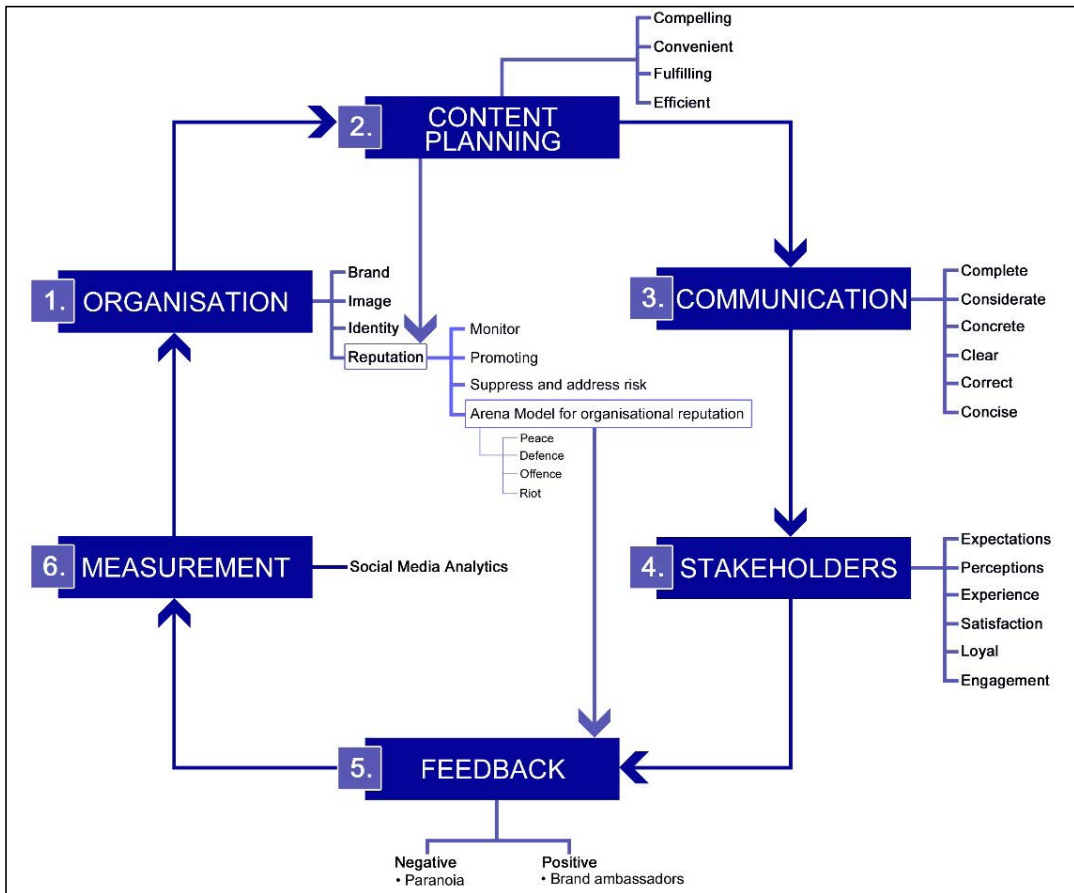 Compelling
Convenient
Fulfilling
Efficient
2.
CONTENT
PLANNING
1.
ORGANISATION
Brand
Image
Identity
Reputation
Monitor
Promoting
Suppress and address risk
Arena Model for organisational reputation
Peace
Defence
Offence
Riot
3.
COMMUNICATION
Complete
Considerate
Concrete
Clear
Correct
Concise
4.
STAKEHOLDERS
Expectations
Perceptions
Experience
Satisfaction
Loyal
Engagement
5.
FEEDBACK
Negative
• Paranoia
Positive
• Brand ambassadors
6.
MEASUREMENT
Social Media Analytics